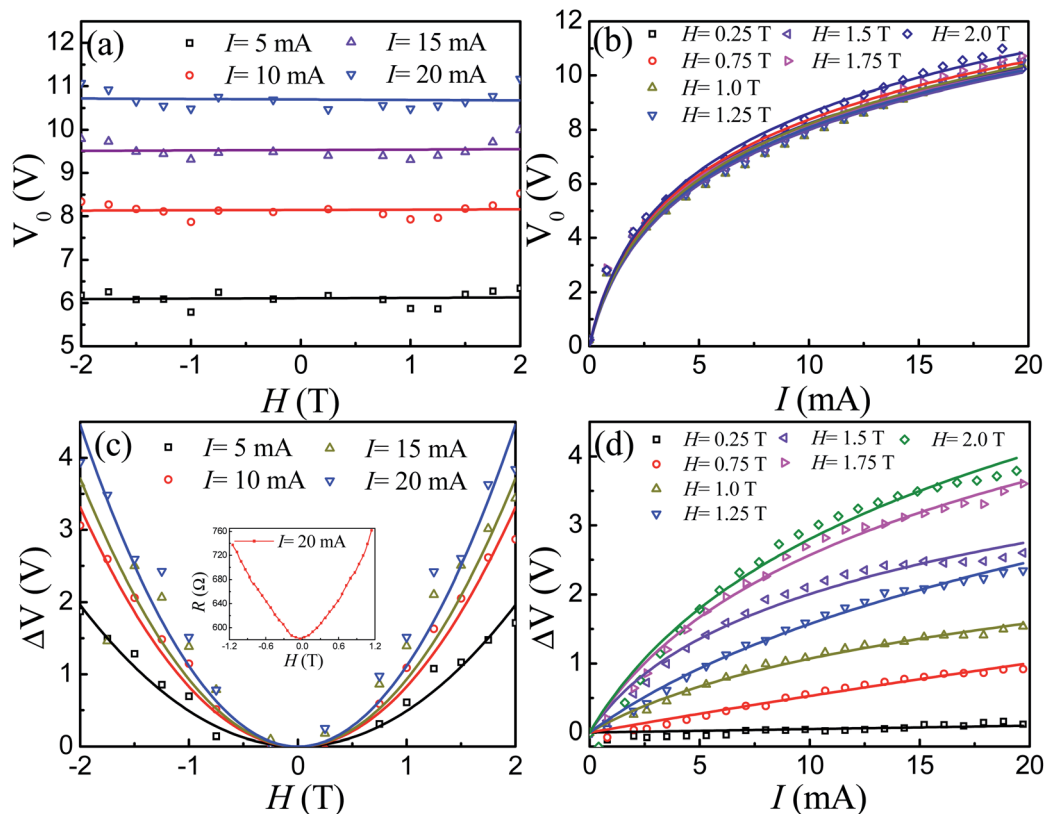 (a)
I= 5 mA
I= 15 mA
I= 10 mA
I= 20 mA
12
11
10
9
8
7
6
5
V0 (V)
-2
-1
0
1
2
H (T)
(b)
H= 0.25 T
H= 1.5 T
H= 2.0 T
H= 0.75 T
H= 1.75 T
H= 1.0 T
H= 1.25 T
12
10
8
6
4
2
0
V0 (V)
0
5
10
15
20
I (mA)
(c)
I= 5 mA
I= 15 mA
I= 10 mA
I= 20 mA
4
3
2
1
0
ΔV (V)
-2
-1
0
1
2
H (T)
I= 20 mA
760
720
680
640
600
R (Ω)
-1.2
-0.6
0.0
0.6
1.2
H (T)
(d)
H= 0.25 T
H= 1.5 T
H= 2.0 T
H= 0.75 T
H= 1.75 T
H= 1.0 T
H= 1.25 T
4
3
2
1
0
ΔV (V)
0
5
10
15
20
I (mA)